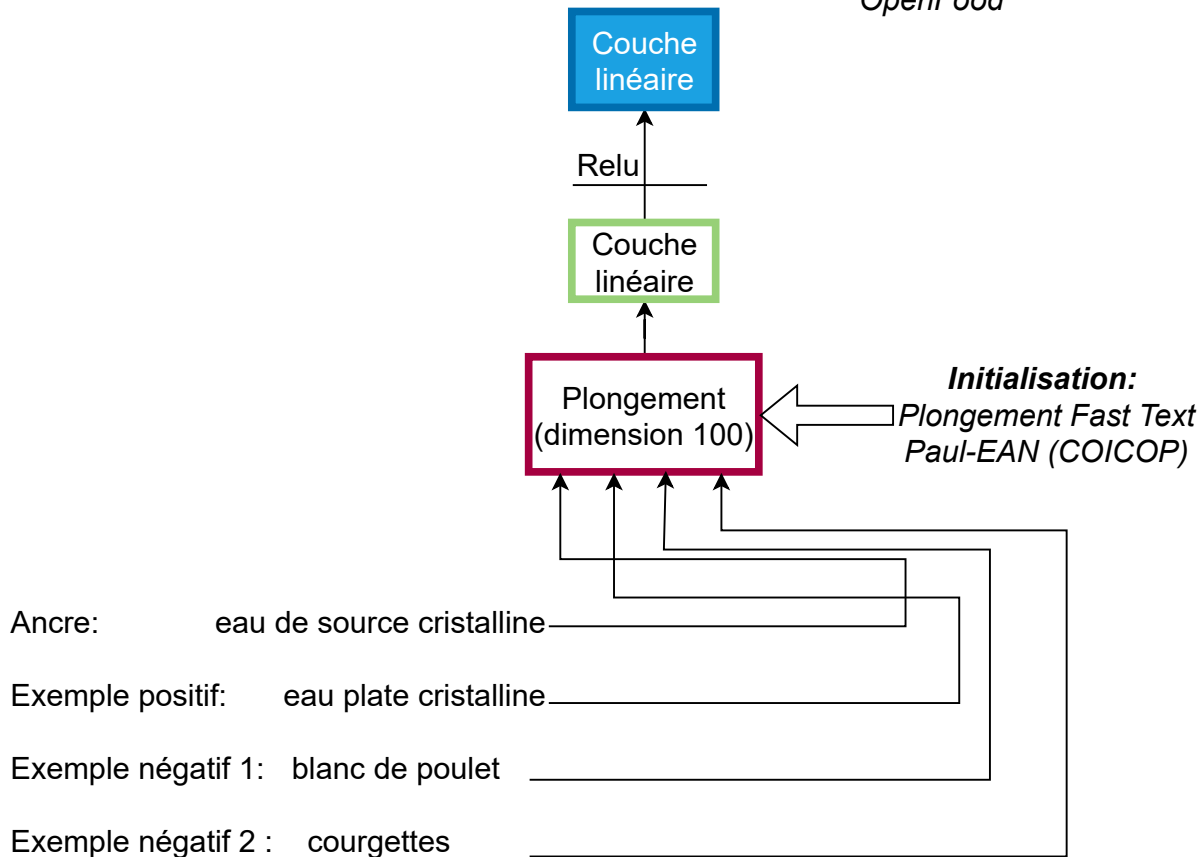 OpenFood
Couche
linéaire
Relu
Couche
linéaire
Plongement
(dimension 100)
Initialisation:
Plongement Fast Text
Paul-EAN (COICOP)
Ancre: eau de source cristalline
Exemple positif: eau plate cristalline
Exemple négatif 1: blanc de poulet
Exemple négatif 2 : courgettes